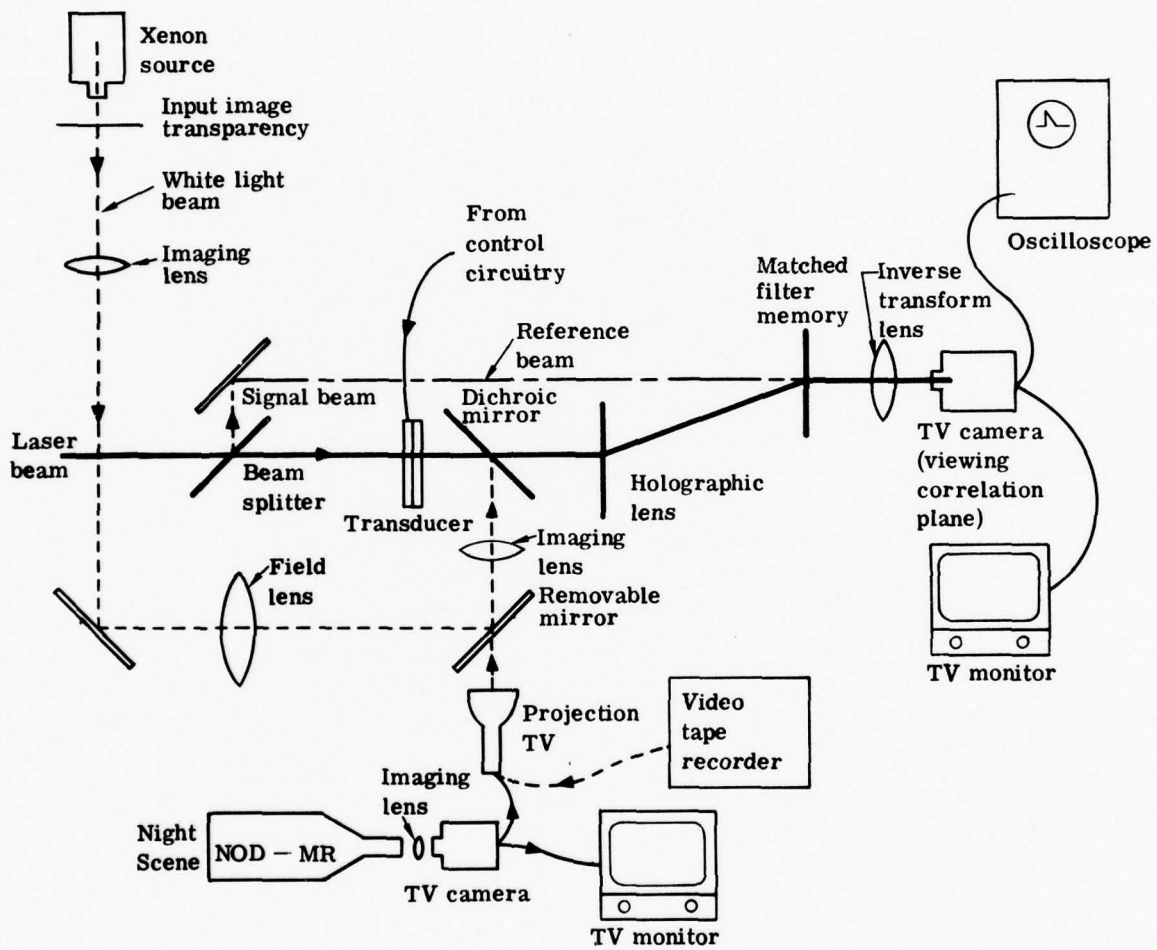 Xenon
source
Input image
transparency
White light
beam
Imaging
lens
From
control
circuitry
Oscilloscope
Matched
filter
memory
Inverse
transform
lens
Reference
beam
Signal beam
Dichroic
mirror
Laser
beam
Beam
splitter
Transducer
Holographic
lens
TV camera
(viewing
correlation
plane)
Imaging
lens
Field
lens
Removable
mirror
TV monitor
Projection
TV
Video
tape
recorder
Imaging
lens
Night
Scene
NOD – MR
TV camera
TV monitor